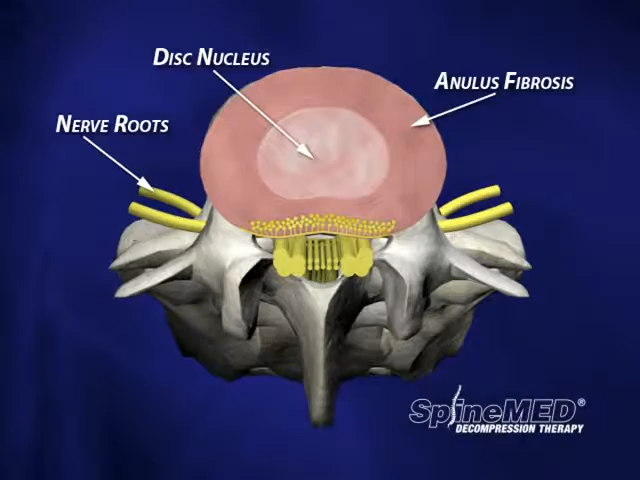 DISC NUCLEUS
ANULUS FIBROSIS
NERVE ROOTS
SpineMED®
DECOMPRESSION THERAPY